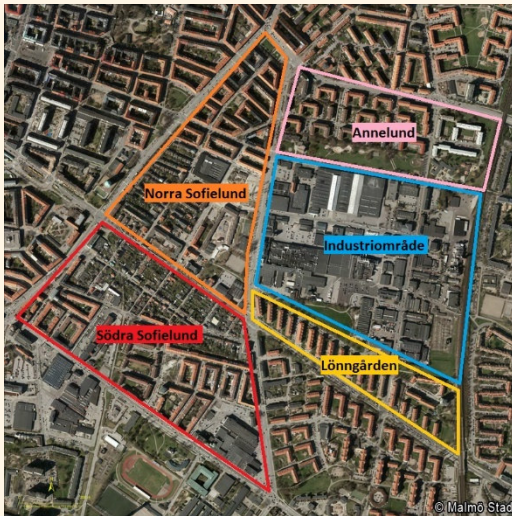 Annelund
Norra Sofielund
Industriområde
Södra Sofielund
Lönngården
© Malmö Stad